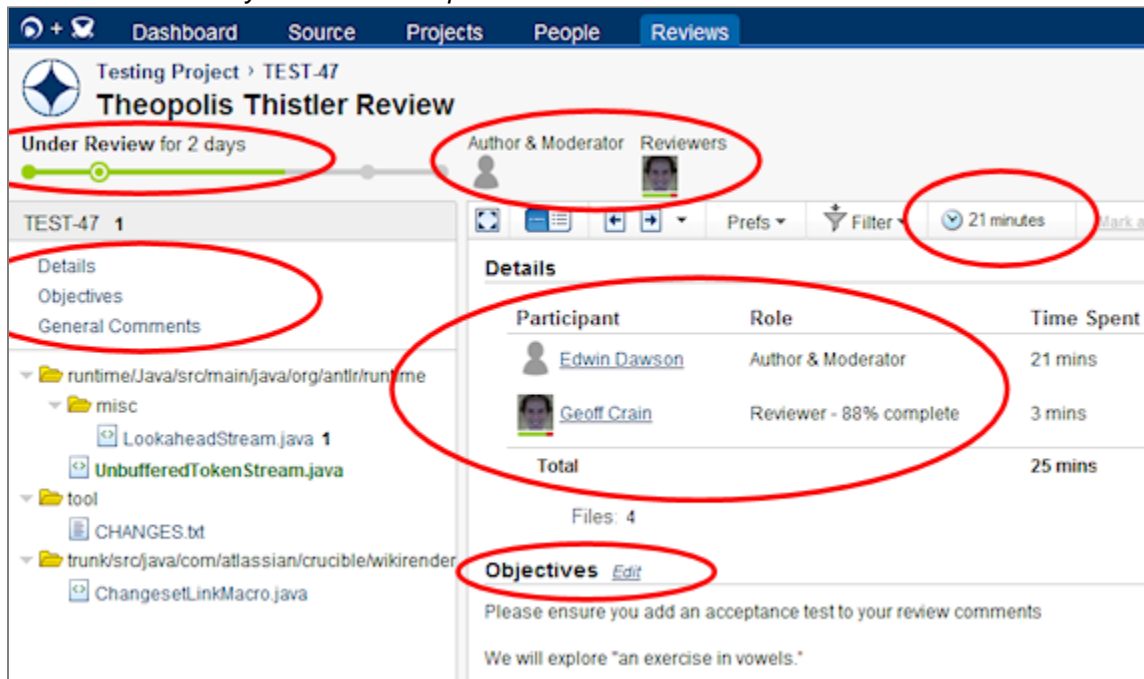 + Dashboard Source Projects People Reviews
Testing Project › TEST-47
Theopolis Thistler Review
Under Review for 2 days
Author & Moderator Reviewers
TEST-47 1
Prefs Filter 21 minutes Mark a
Details
Objectives
General Comments
runtime/Java/src/main/java/org/antlr/runtime
misc
LookaheadStream.java 1
UnbufferedTokenStream.java
tool
CHANGES.txt
trunk/src/java/com/atlassian/crucible/wikirender
ChangesetLinkMacro.java
Details
Participant Role Time Spent
Edwin Dawson Author & Moderator 21 mins
Geoff Crain Reviewer - 88% complete 3 mins
Total 25 mins
Files: 4
Objectives Edit
Please ensure you add an acceptance test to your review comments
We will explore "an exercise in vowels."